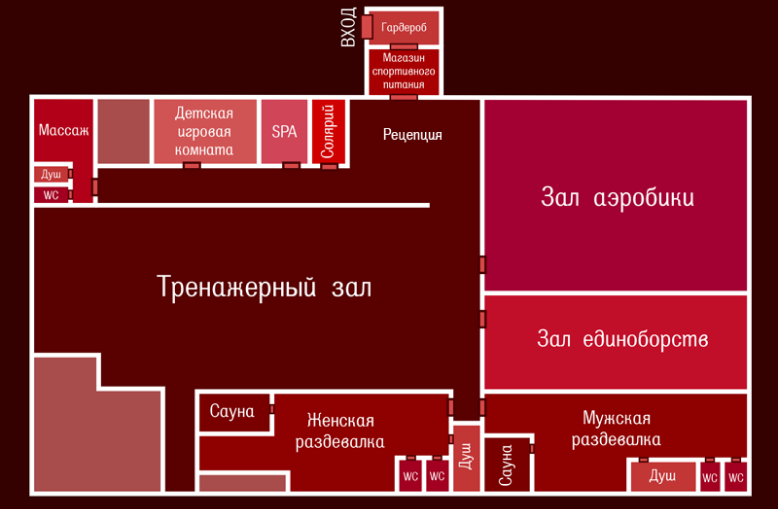 ВХОД
Гардероб
Магазин
спортивного
питания
Массаж
Детская
игровая
комната
SPA
Солярий
Рецепция
Душ
WC
Зал аэробики
Тренажерный зал
Зал единоборств
Сауна
Женская
раздевалка
Мужская
раздевалка
WC
WC
Душ
Сауна
Душ
WC
WC